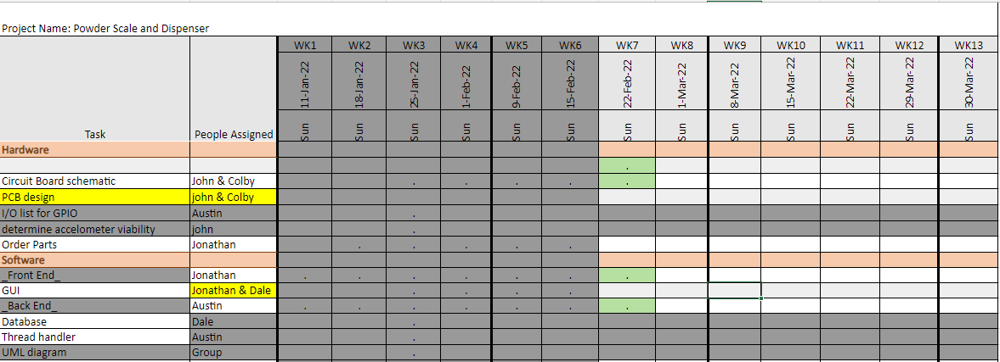 Project Name: Powder Scale and Dispenser
WK1 WK2 WK3 WK4 WK5 WK6 WK7 WK8 WK9 WK10 WK11 WK12 WK13
11-Jan-22 18-Jan-22 25-Jan-22 1-Feb-22 9-Feb-22 15-Feb-22 22-Feb-22 1-Mar-22 8-Mar-22 15-Mar-22 22-Mar-22 29-Mar-22 30-Mar-22
Task People Assigned Sun Sun Sun Sun Sun Sun Sun Sun Sun Sun Sun Sun Sun
Hardware
.
Circuit Board schematic John & Colby . . . . .
PCB design john & Colby
I/O list for GPIO Austin .
determine accelometer viability john .
Order Parts Jonathan . . . . .
Software
_Front End_ Jonathan . . . . . . .
GUI Jonathan & Dale . . . .
_Back End_ Austin . . . . . . .
Database Dale .
Thread handler Austin .
UML diagram Group .